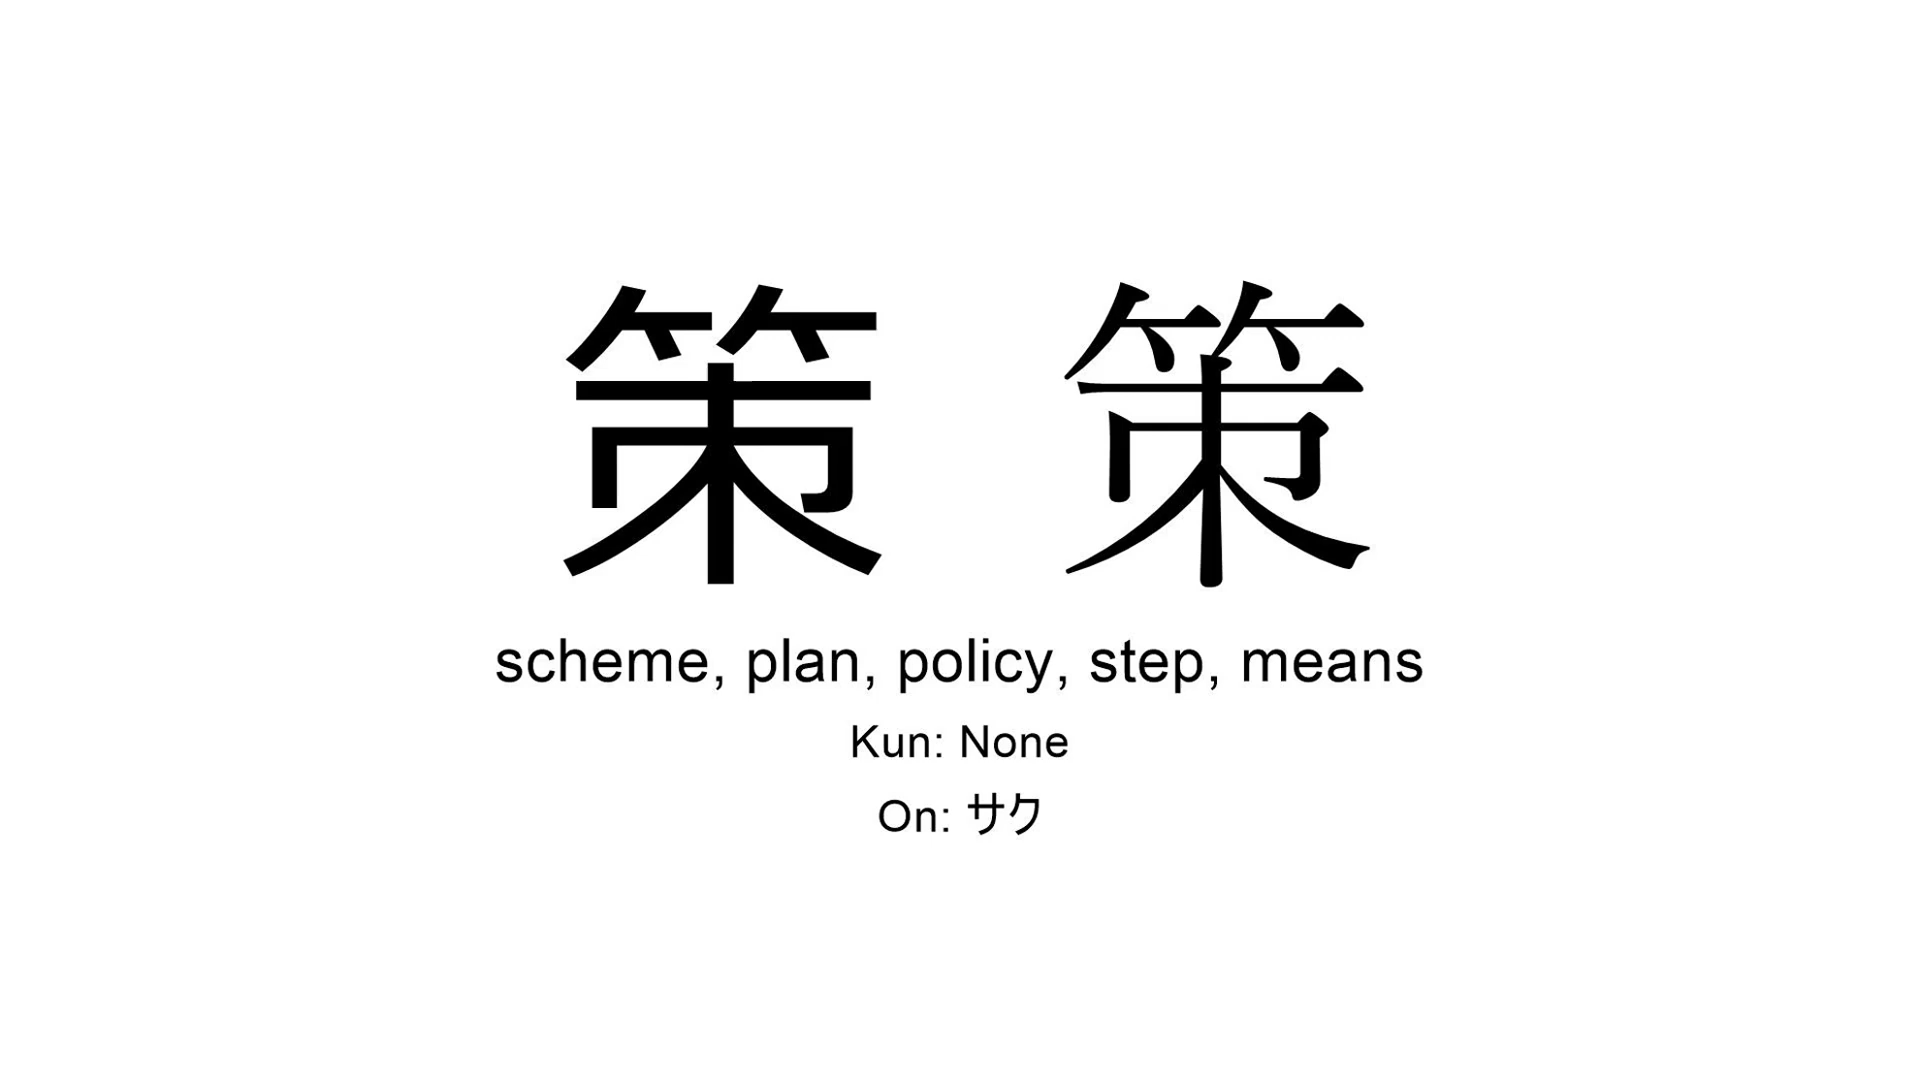 策 策
scheme, plan, policy, step, means
Kun: None
On: サク